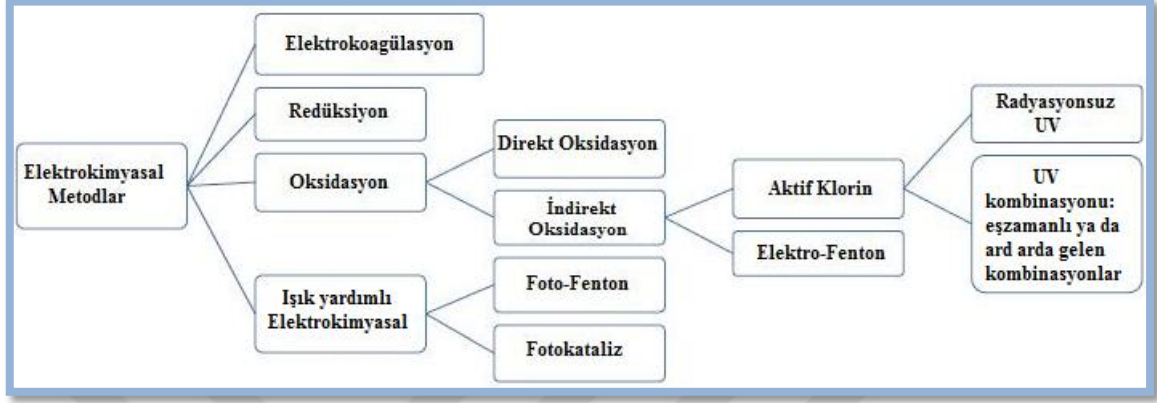 Elektrokimyasal
Metodlar
Elektrokoagülasyon
Redüksiyon
Oksidasyon
Işık yardımlı
Elektrokimyasal
Direkt Oksidasyon
İndirekt
Oksidasyon
Foto-Fenton
Fotokataliz
Aktif Klorin
Elektro-Fenton
Radyasyonsuz
UV
UV
kombinasyonu:
eşzamanlı ya da
ard arda gelen
kombinasyonlar